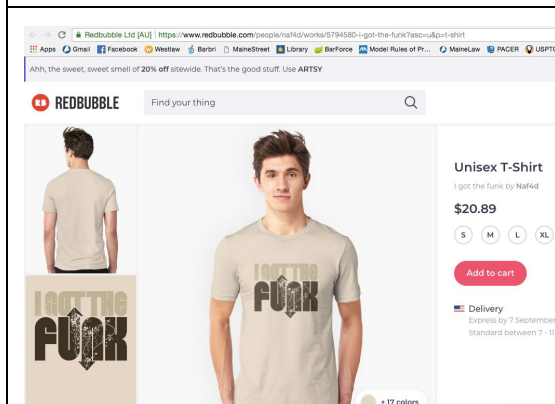 Redbubble Ltd [AU] | https://www.redbubble.com/people/naf4d/works/5794580-i-got-the-funk?asc=u&p=t-shirt
Apps Gmail Facebook Westlaw Barbri MaineStreet Library BarForce Model Rules of Pr... MaineLaw PACER USPTO
Ahh, the sweet, sweet smell of 20% off sitewide. That's the good stuff. Use ARTSY
RB REDBUBBLE Find your thing
Unisex T-Shirt
I got the funk by Naf4d
$20.89
S M L XL
Add to cart
Delivery
Express by 7 September
Standard between 7 - 11
I GOT THE
FUNK
I GOT THE
FUNK
+ 17 colors